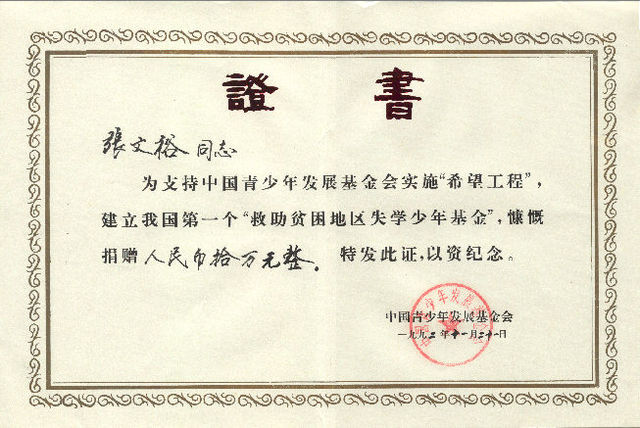 證書
張文裕同志
为支持中国青少年发展基金会实施“希望工程”，
建立我国第一个“救助贫困地区失学少年基金”，慷慨
捐赠人民币拾万元整。特发此证，以资纪念。
中国青少年发展基金会
一九九二年十一月二十一日